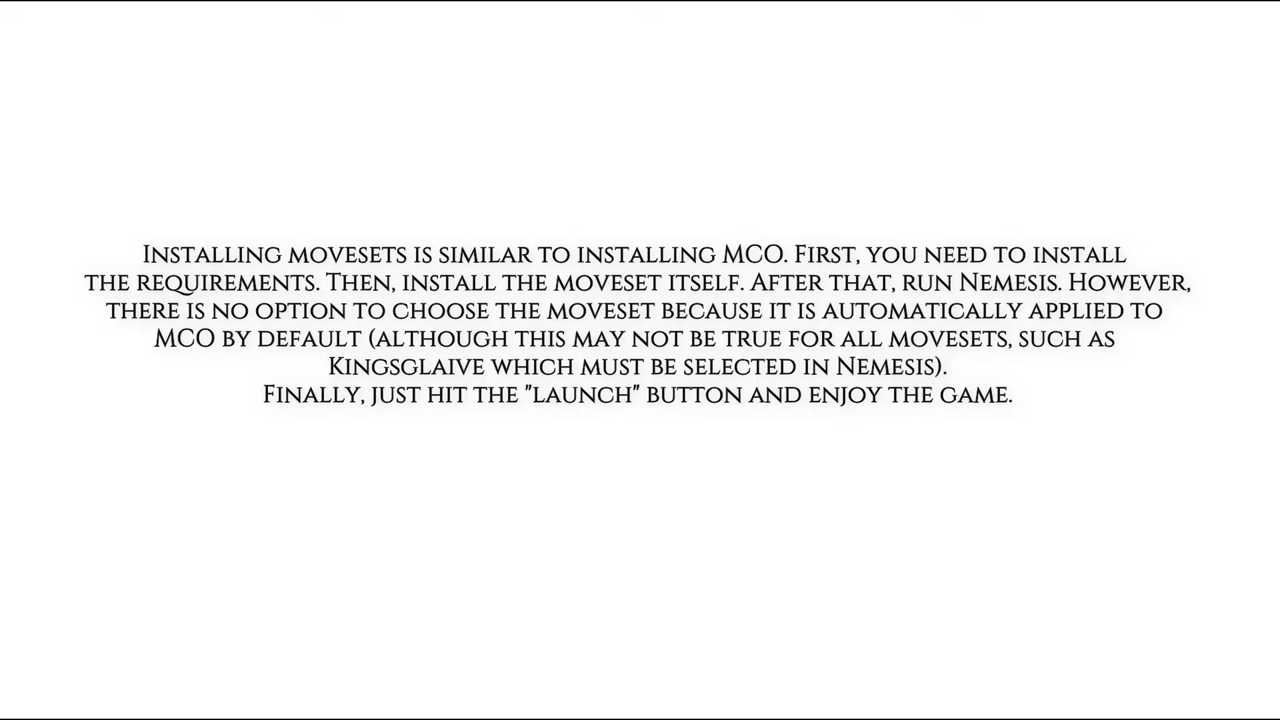 Installing movesets is similar to installing MCO. First, you need to install
the requirements. Then, install the moveset itself. After that, run Nemesis. However,
there is no option to choose the moveset because it is automatically applied to
MCO by default (although this may not be true for all movesets, such as
Kingsglaive which must be selected in Nemesis).
Finally, just hit the "launch" button and enjoy the game.